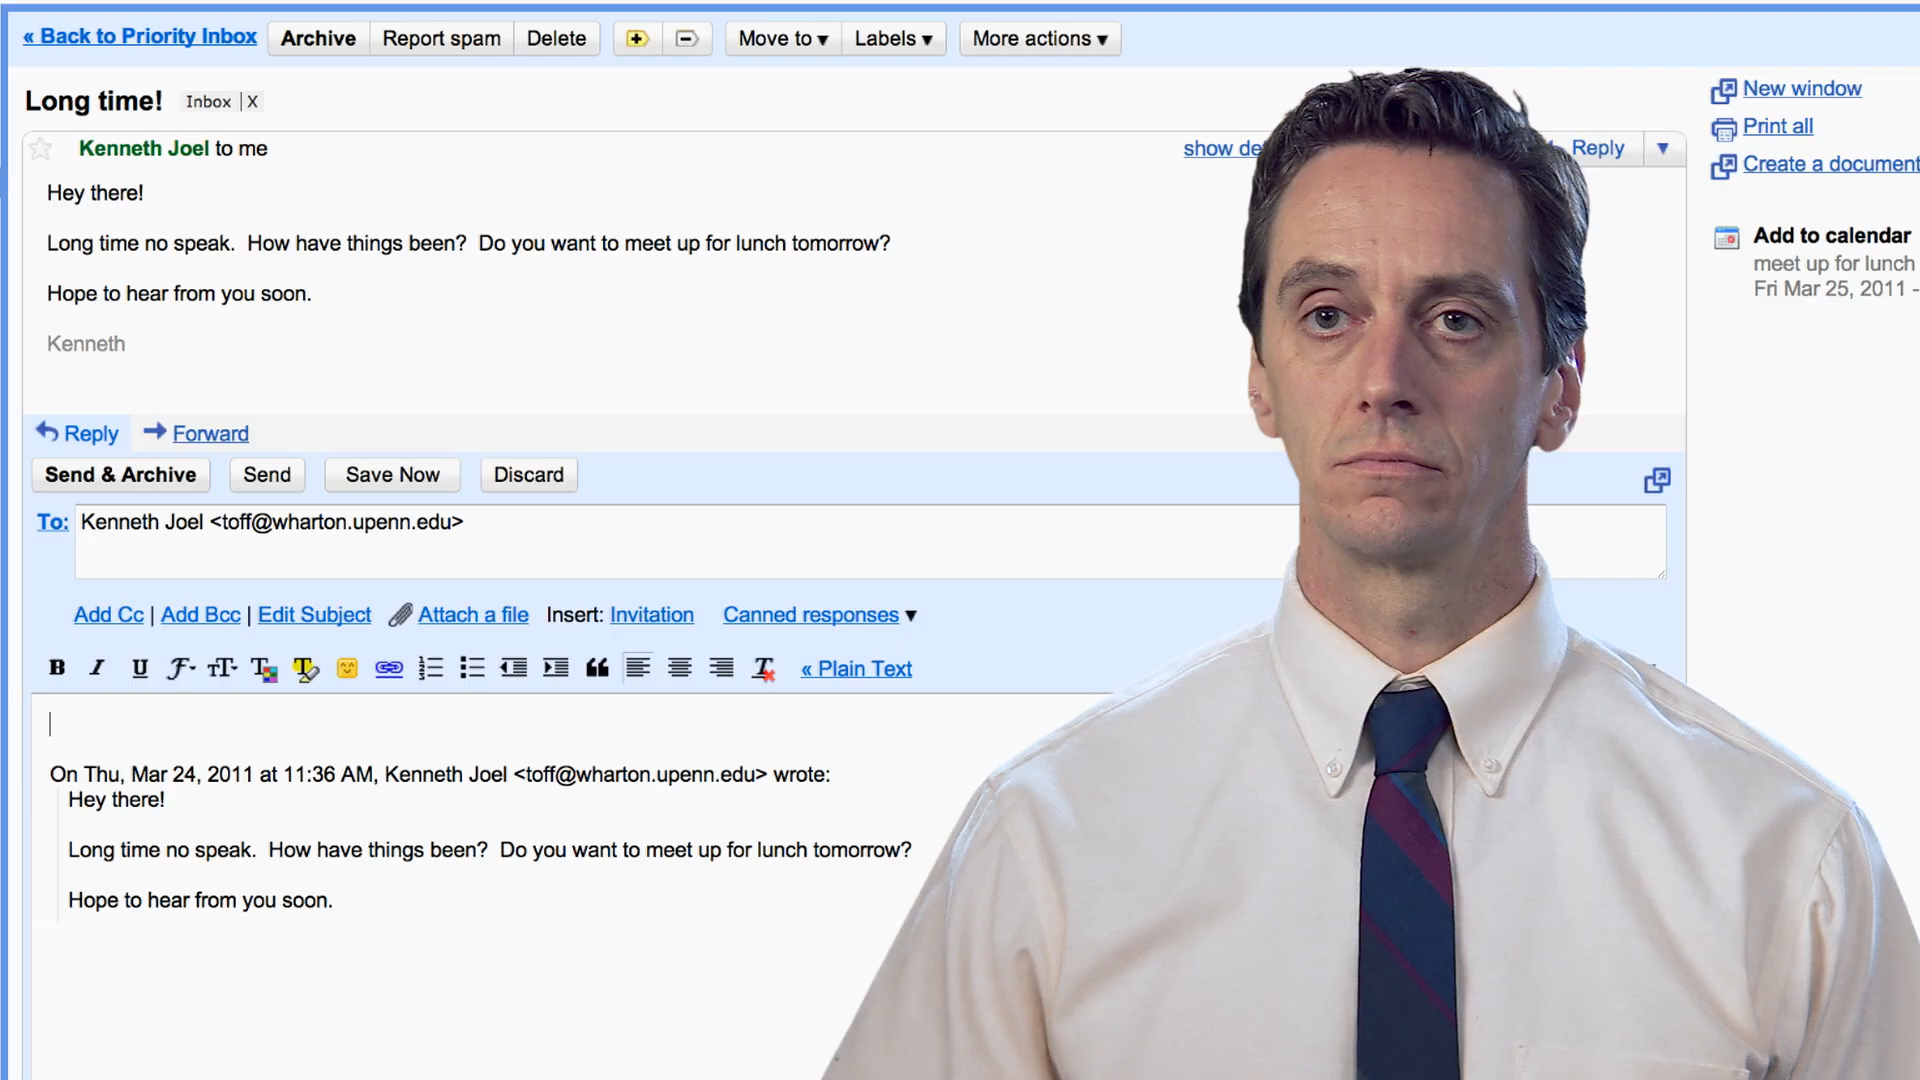 « Back to Priority Inbox Archive Report spam Delete Move to ▾ Labels ▾ More actions ▾
Long time! Inbox | X
New window
Print all
Create a document
Kenneth Joel to me show Reply
Hey there!
Long time no speak. How have things been? Do you want to meet up for lunch tomorrow?
Hope to hear from you soon.
Kenneth
Add to calendar
meet up for lunch
Fri Mar 25, 2011 -
Reply Forward
Send & Archive Send Save Now Discard
To: Kenneth Joel <toff@wharton.upenn.edu>
Add Cc | Add Bcc | Edit Subject Attach a file Insert: Invitation Canned responses ▾
B I U « Plain Text
On Thu, Mar 24, 2011 at 11:36 AM, Kenneth Joel <toff@wharton.upenn.edu> wrote:
Hey there!
Long time no speak. How have things been? Do you want to meet up for lunch tomorrow?
Hope to hear from you soon.